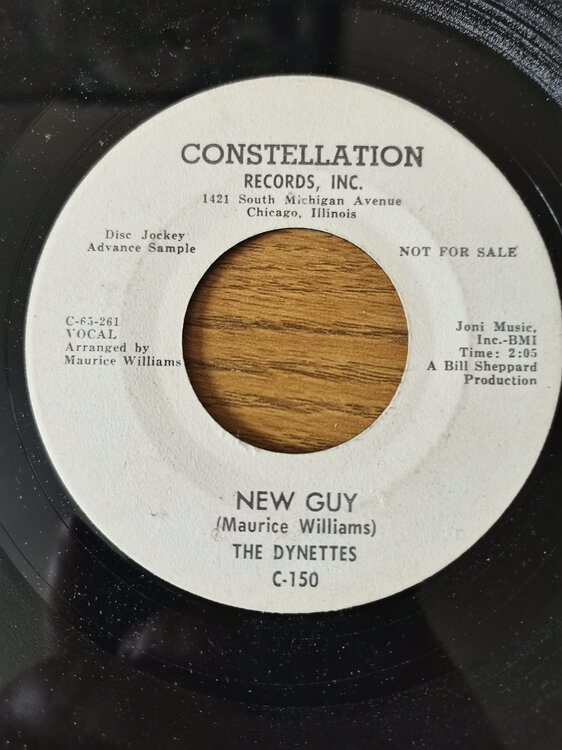 CONSTELLATION
RECORDS, INC.
1421 South Michigan Avenue
Chicago, Illinois
Disc Jockey
Advance Sample
NOT FOR SALE
C-65-261
VOCAL
Arranged by
Maurice Williams
Joni Music,
Inc.-BMI
Time: 2:05
A Bill Sheppard
Production
NEW GUY
(Maurice Williams)
THE DYNETTES
C-150